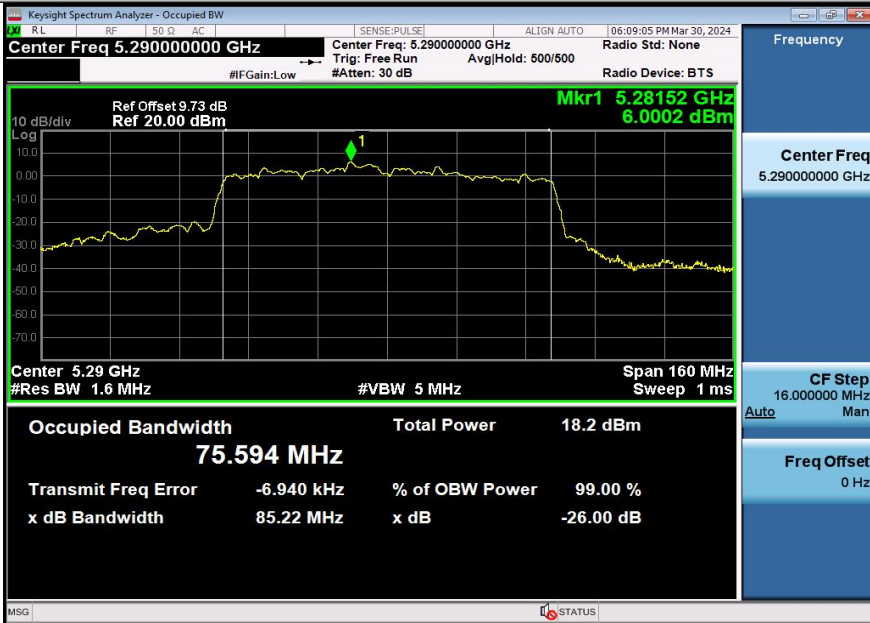 Keysight Spectrum Analyzer - Occupied BW
LXI RL RF 50 Ω AC SENSE:PULSE ALIGN AUTO 06:09:05 PM Mar 30, 2024
Center Freq 5.290000000 GHz
Center Freq: 5.290000000 GHz
Radio Std: None
Trig: Free Run Avg|Hold: 500/500
#IFGain:Low
#Atten: 30 dB
Radio Device: BTS
Frequency
Ref Offset 9.73 dB
Mkr1 5.28152 GHz
10 dB/div Ref 20.00 dBm
6.0002 dBm
Log
1
10.0
0.00
-10.0
-20.0
-30.0
-40.0
-50.0
-60.0
-70.0
Center 5.29 GHz
Span 160 MHz
#Res BW 1.6 MHz
#VBW 5 MHz
Sweep 1 ms
Occupied Bandwidth
Total Power 18.2 dBm
75.594 MHz
Transmit Freq Error -6.940 kHz
% of OBW Power 99.00 %
x dB Bandwidth 85.22 MHz
x dB -26.00 dB
Center Freq
5.290000000 GHz
CF Step
16.000000 MHz
Auto Man
Freq Offset
0 Hz
MSG
STATUS